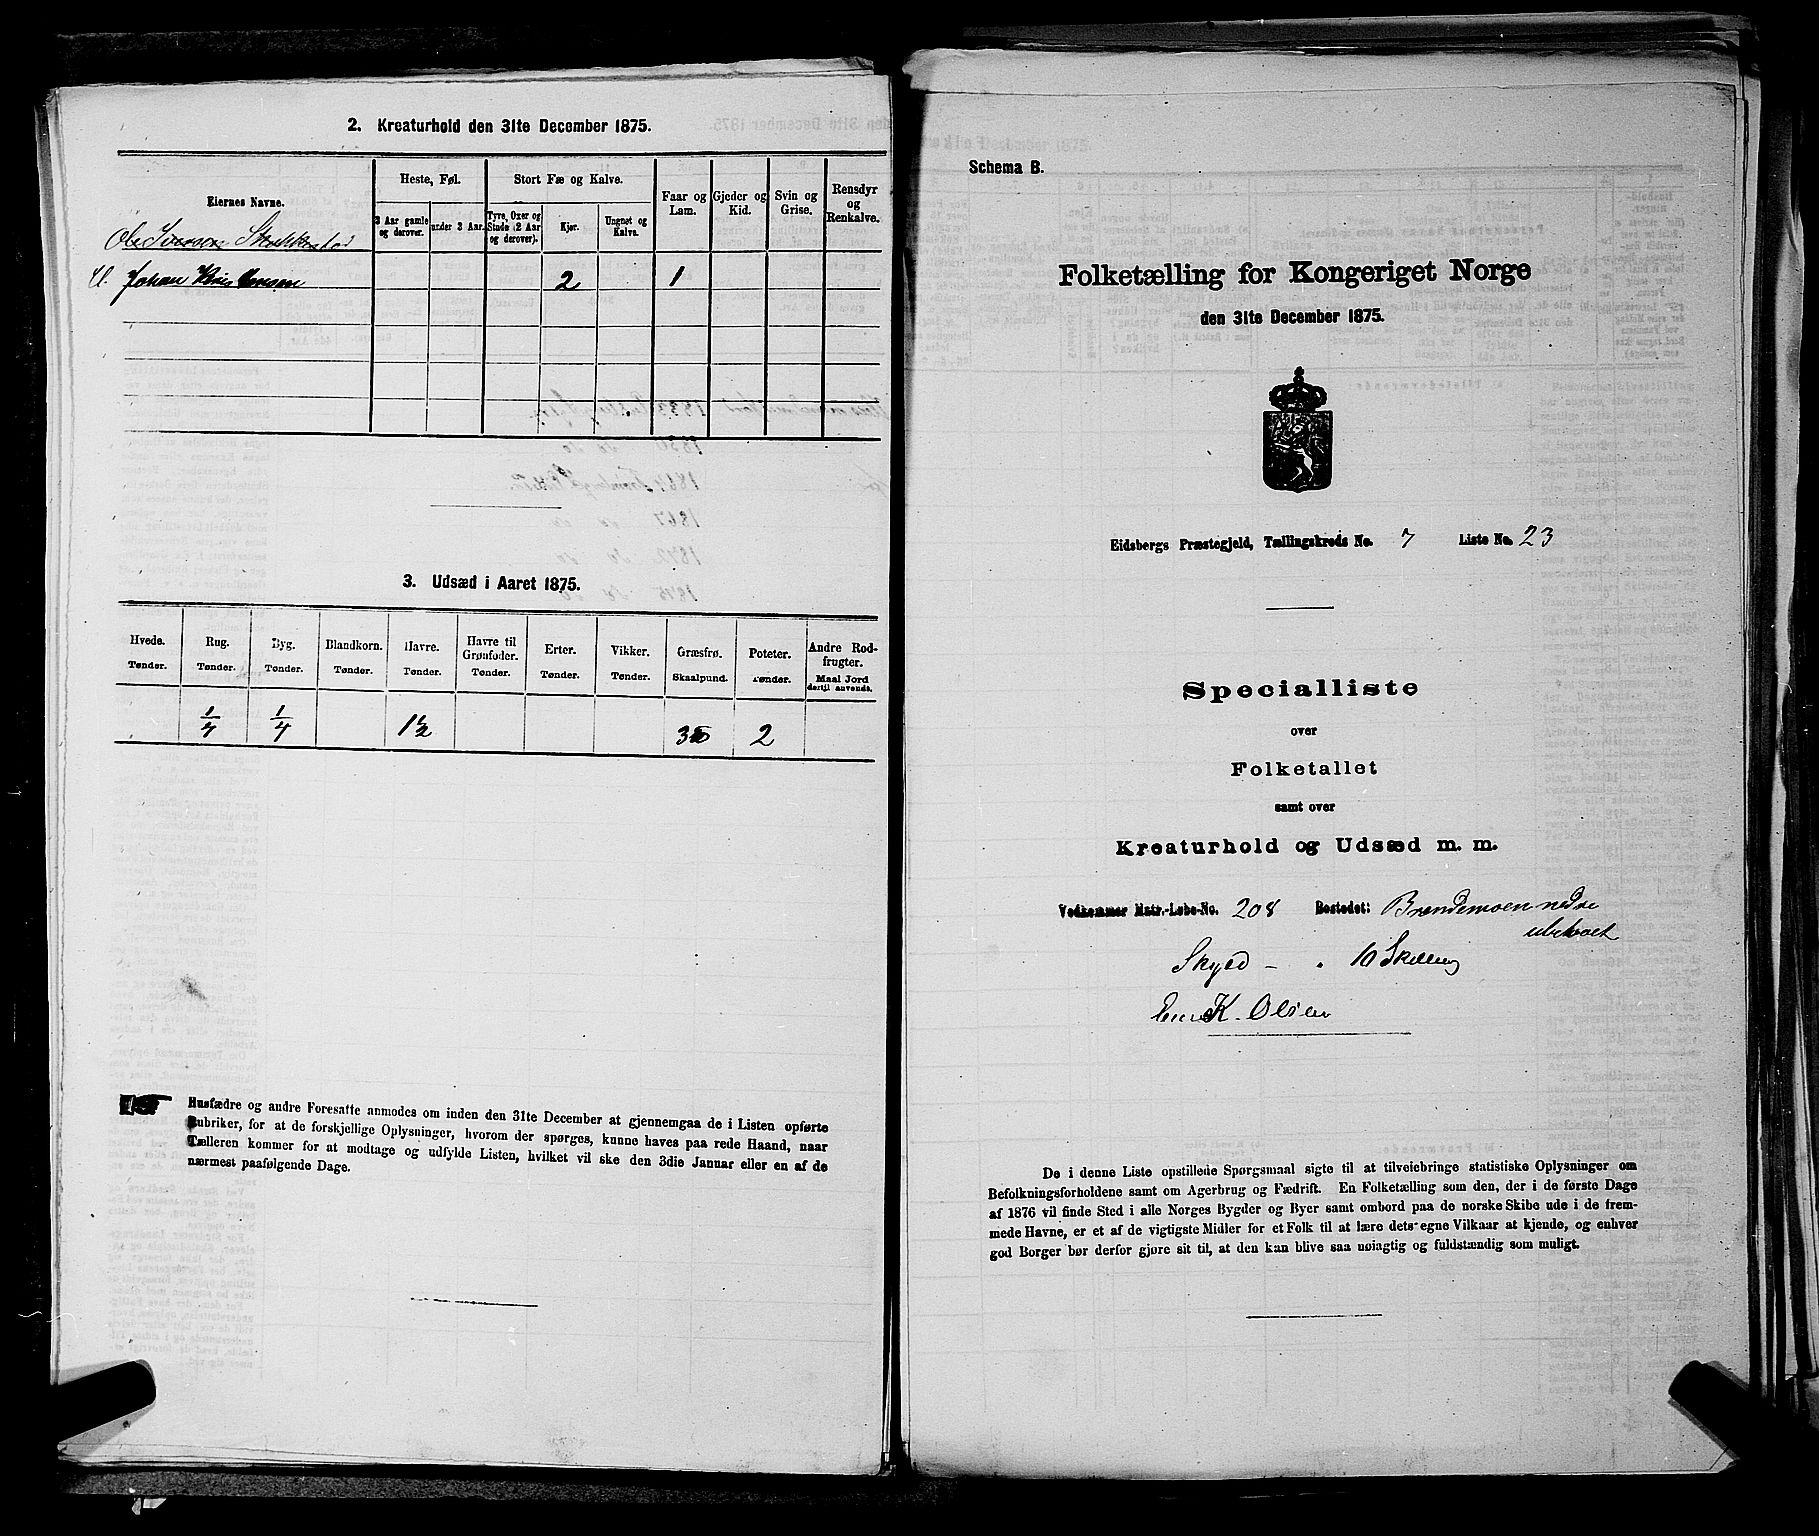 2. Kreaturhold den 31te December 1875.
Eiernes Navne.
Heste, Føl.
Stort Fæ og Kalve.
Faar og Lam.
Gjeder og Kid.
Svin og Grise.
Rensdyr og Renkalve.
3 Aar gamle og derover.
under 3 Aar.
Tyre, Oxer og Stude (2 Aar og derover).
Kjør.
Ungnøt og Kalve.
Ole Iversen
Johan 2 1
3. Udsæd i Aaret 1875.
Hvede. Rug. Byg. Blandkorn. Havre. Havre til Grønfoder. Erter. Vikker. Græsfrø. Poteter. Andre Rodfrugter.
Tønder. Tønder. Tønder. Tønder. Tønder. Tønder. Tønder. Tønder. Skaalpund. Tønder. Maal Jord dertil anvendt.
1/4 1/4 1½ 2
Husfædre og andre Foresatte anmodes om inden den 31te December at gjennemgaa de i Listen opførte
Rubriker, for at de forskjellige Oplysninger, hvorom der spørges, kunne haves paa rede Haand, naar
Tælleren kommer for at modtage og udfylde Listen, hvilket vil ske den 3die Januar eller en af de
nærmest paafølgende Dage.
Schema B.
Folketælling for Kongeriget Norge
den 31te December 1875.
Eidsbergs Præstegjeld, Tællingskreds No. 7 Liste No. 23
Specialliste
over
Folketallet
samt over
Kreaturhold og Udsæd m. m.
Vedkommer Matr.-Løbe-No. 208 Bostedet: Brendemoen nedre
Skyld - „ 10 Skilling
K. Olsen
De i denne Liste opstillede Spørgsmaal sigte til at tilveiebringe statistiske Oplysninger om
Befolkningsforholdene samt om Agerbrug og Fædrift. En Folketælling som den, der i de første Dage
af 1876 vil finde Sted i alle Norges Bygder og Byer samt ombord paa de norske Skibe ude i de frem-
mede Havne, er et af de vigtigste Midler for et Folk til at lære dets egne Vilkaar at kjende, og enhver
god Borger bør derfor gjøre sit til, at den kan blive saa nøiagtig og fuldstændig som muligt.